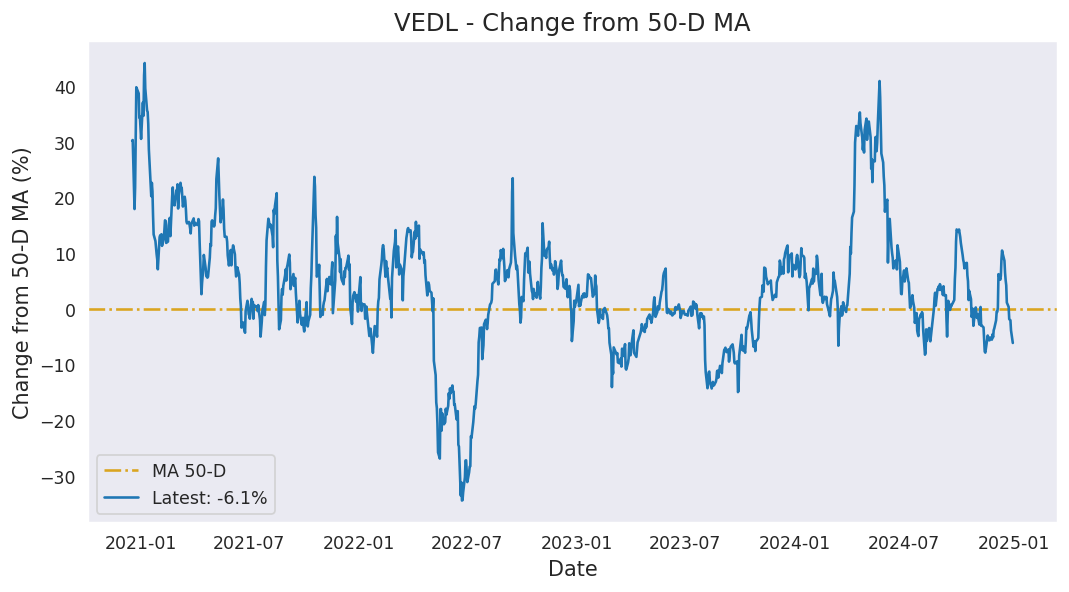 VEDL - Change from 50-D MA
Change from 50-D MA (%)
40
30
20
10
0
−10
−20
−30
MA 50-D
Latest: -6.1%
2021-01 2021-07 2022-01 2022-07 2023-01 2023-07 2024-01 2024-07 2025-01
Date